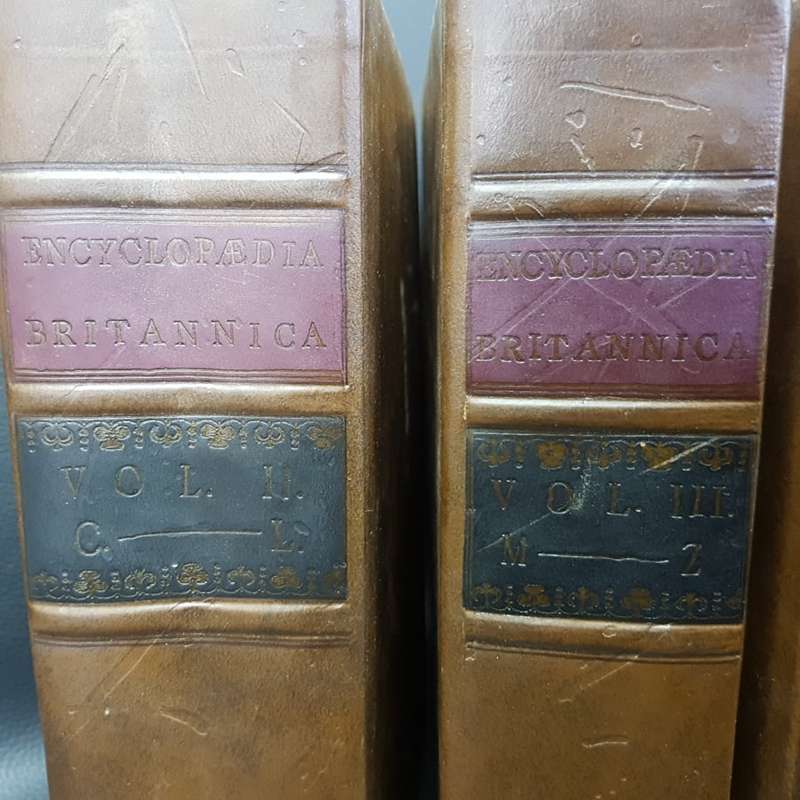 ENCYCLOPÆDIA
BRITANNICA
VOL. II.
C. — L.
ENCYCLOPÆDIA
BRITANNICA
VOL. III.
M — Z